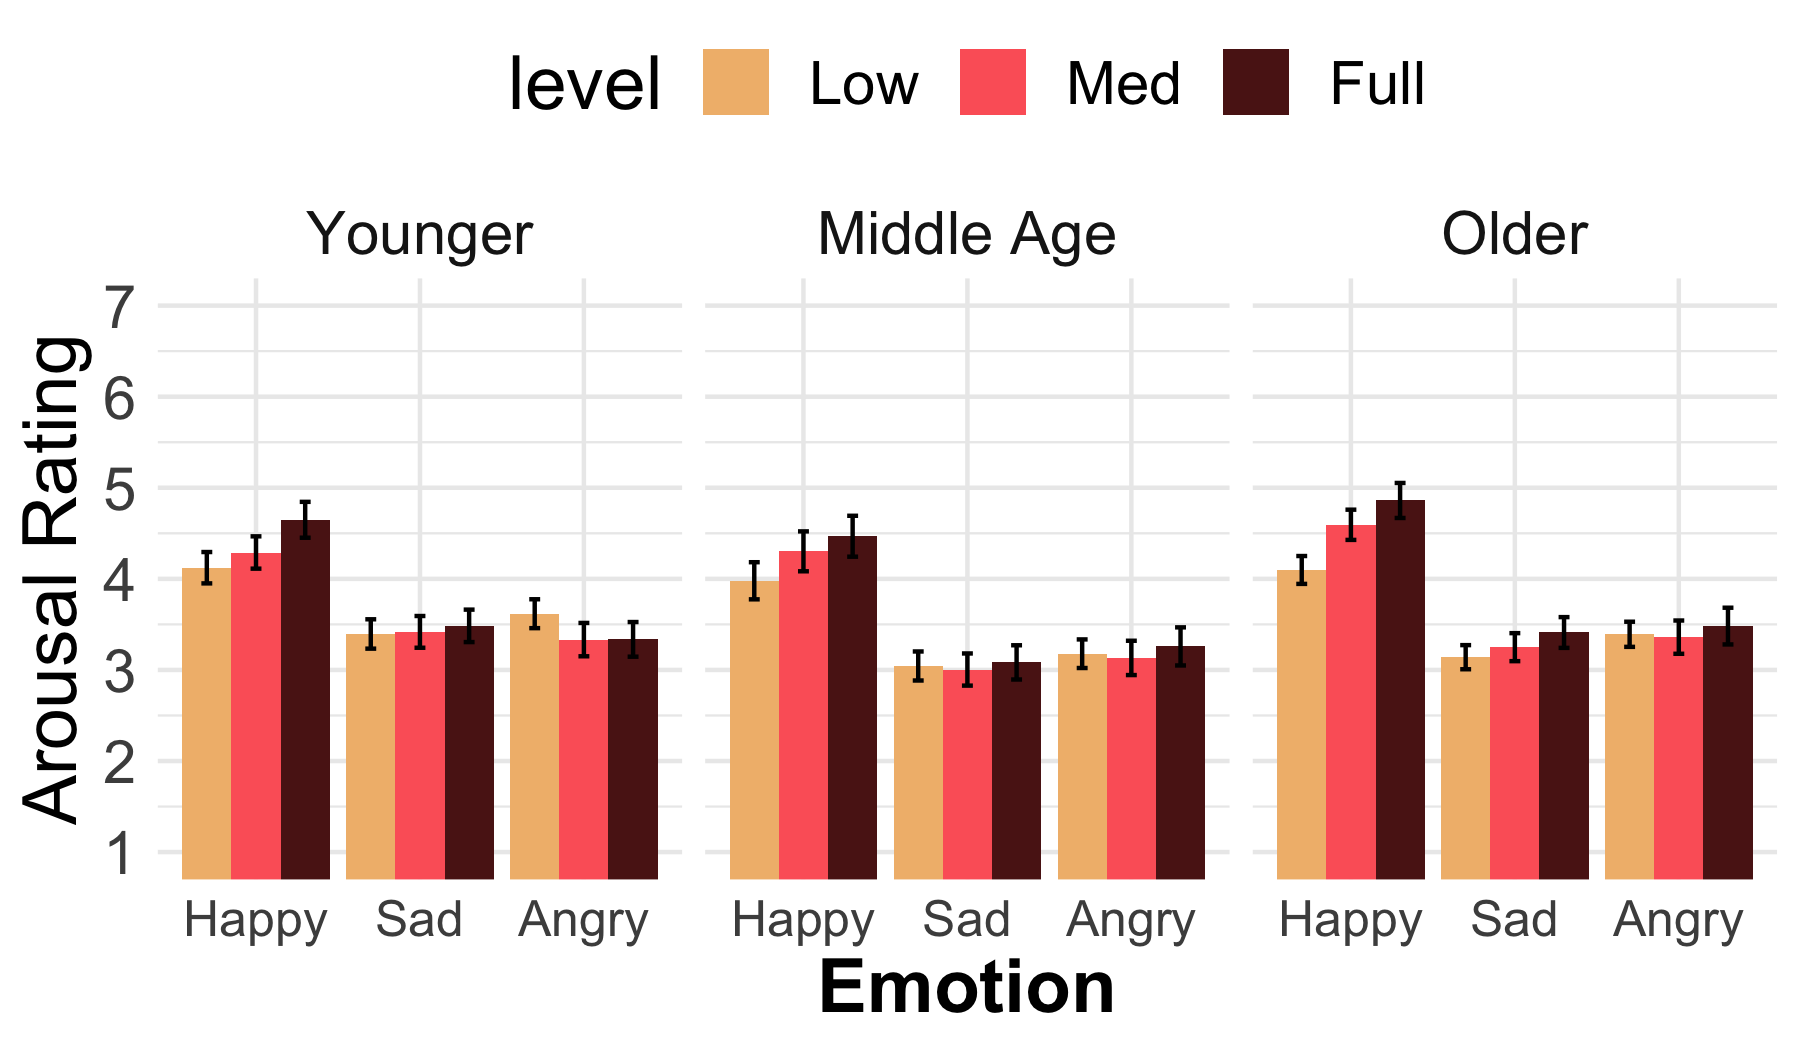 level Low Med Full
Younger Middle Age Older
Arousal Rating
7
6
5
4
3
2
1
Happy Sad Angry Happy Sad Angry Happy Sad Angry
Emotion